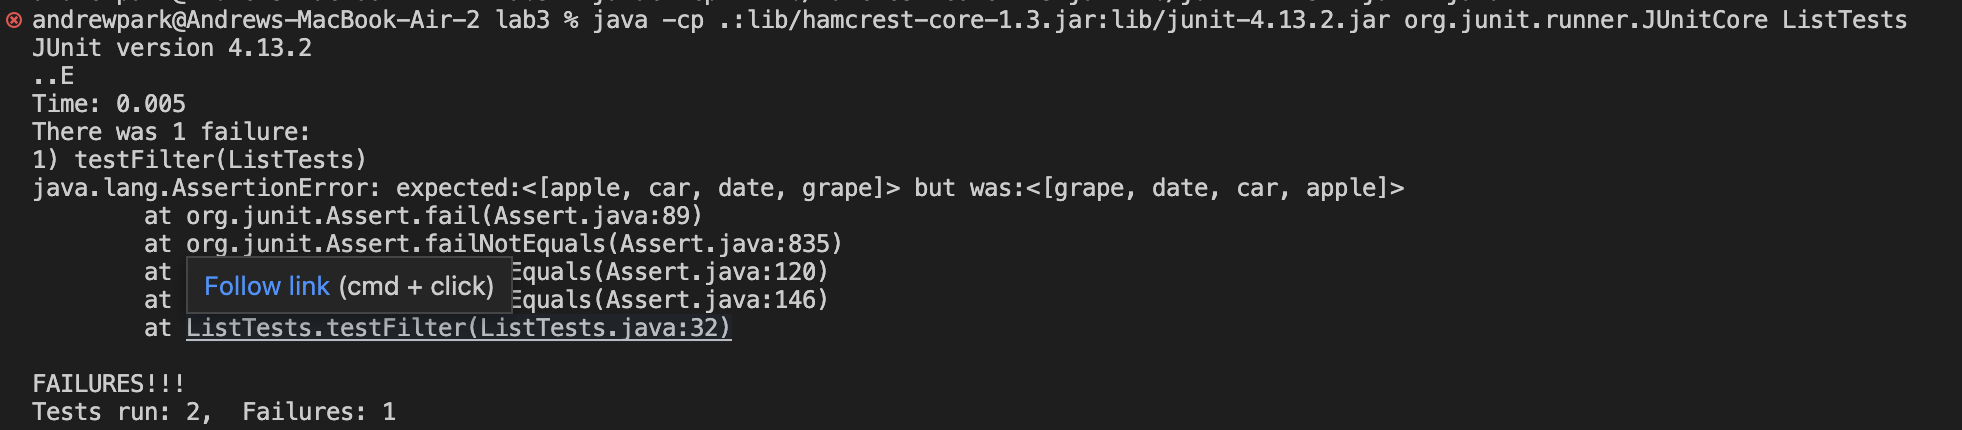 andrewpark@Andrews-MacBook-Air-2 lab3 % java -cp .:lib/hamcrest-core-1.3.jar:lib/junit-4.13.2.jar org.junit.runner.JUnitCore ListTests
JUnit version 4.13.2
..E
Time: 0.005
There was 1 failure:
1) testFilter(ListTests)
java.lang.AssertionError: expected:<[apple, car, date, grape]> but was:<[grape, date, car, apple]>
at org.junit.Assert.fail(Assert.java:89)
at org.junit.Assert.failNotEquals(Assert.java:835)
at Equals(Assert.java:120)
Follow link (cmd + click)
at Equals(Assert.java:146)
at ListTests.testFilter(ListTests.java:32)
FAILURES!!!
Tests run: 2, Failures: 1